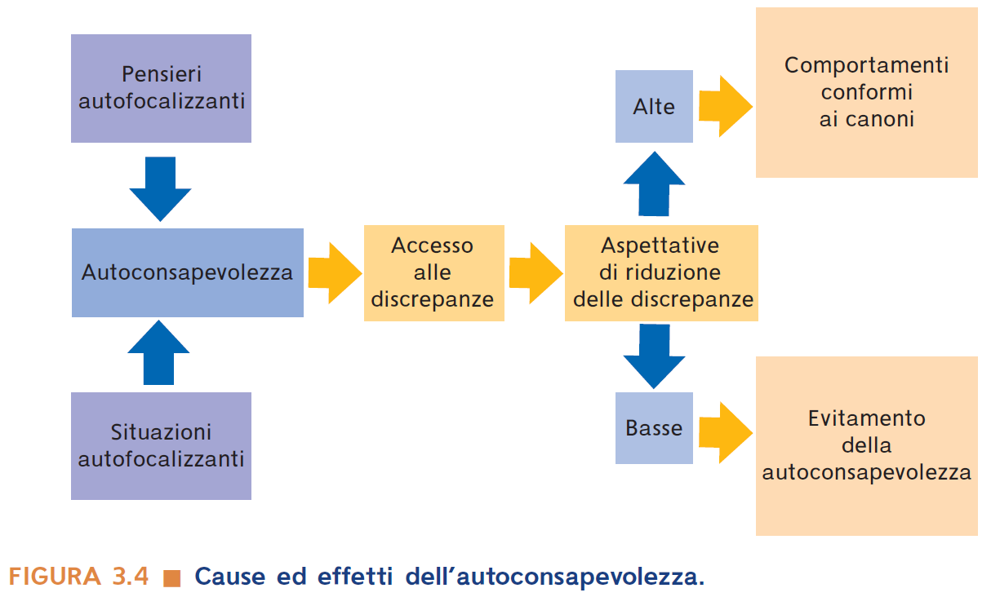 Pensieri
autofocalizzanti
Autoconsapevolezza
Situazioni
autofocalizzanti
Accesso
alle
discrepanze
Aspettative
di riduzione
delle discrepanze
Alte
Comportamenti
conformi
ai canoni
Basse
Evitamento
della
autoconsapevolezza
FIGURA 3.4 ■ Cause ed effetti dell'autoconsapevolezza.